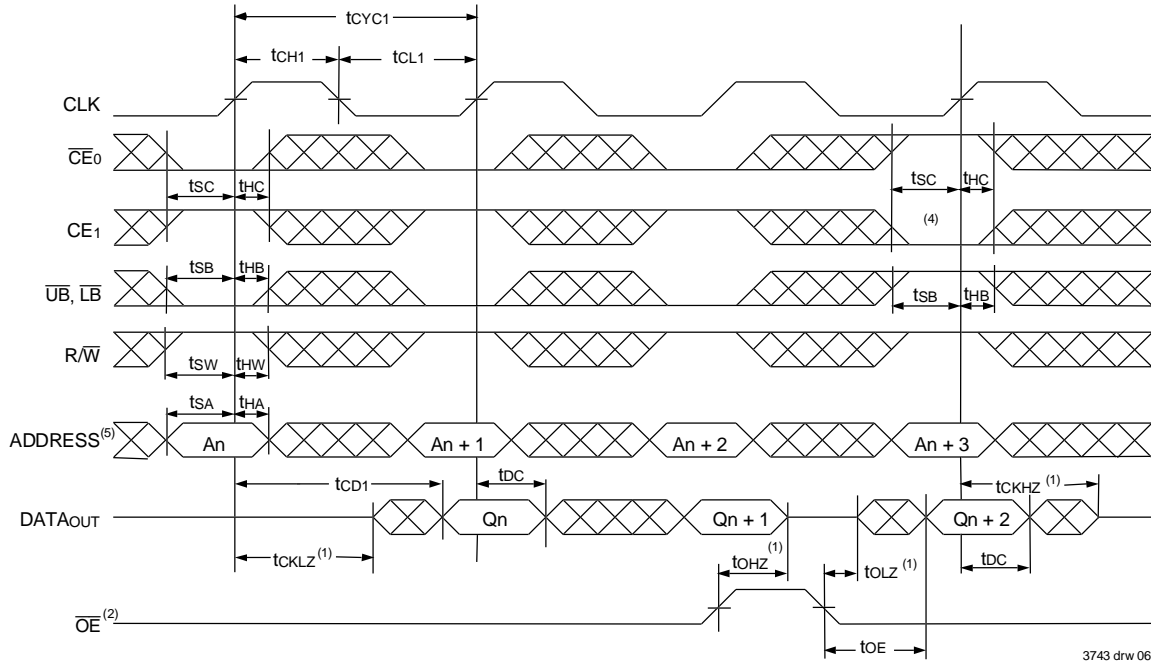 tCYC1
tCH1 tCL1
CLK
CE0
tSC tHC tSC tHC
CE1 (4)
tSB tHB
UB, LB tSB tHB
R/W
tSW tHW
tSA tHA
ADDRESS(5) An An + 1 An + 2 An + 3
tCD1 tDC tCKHZ (1)
DATAOUT Qn Qn + 1 Qn + 2
tCKLZ (1) tOHZ (1) tOLZ (1) tDC
OE (2)
tOE
3743 drw 06